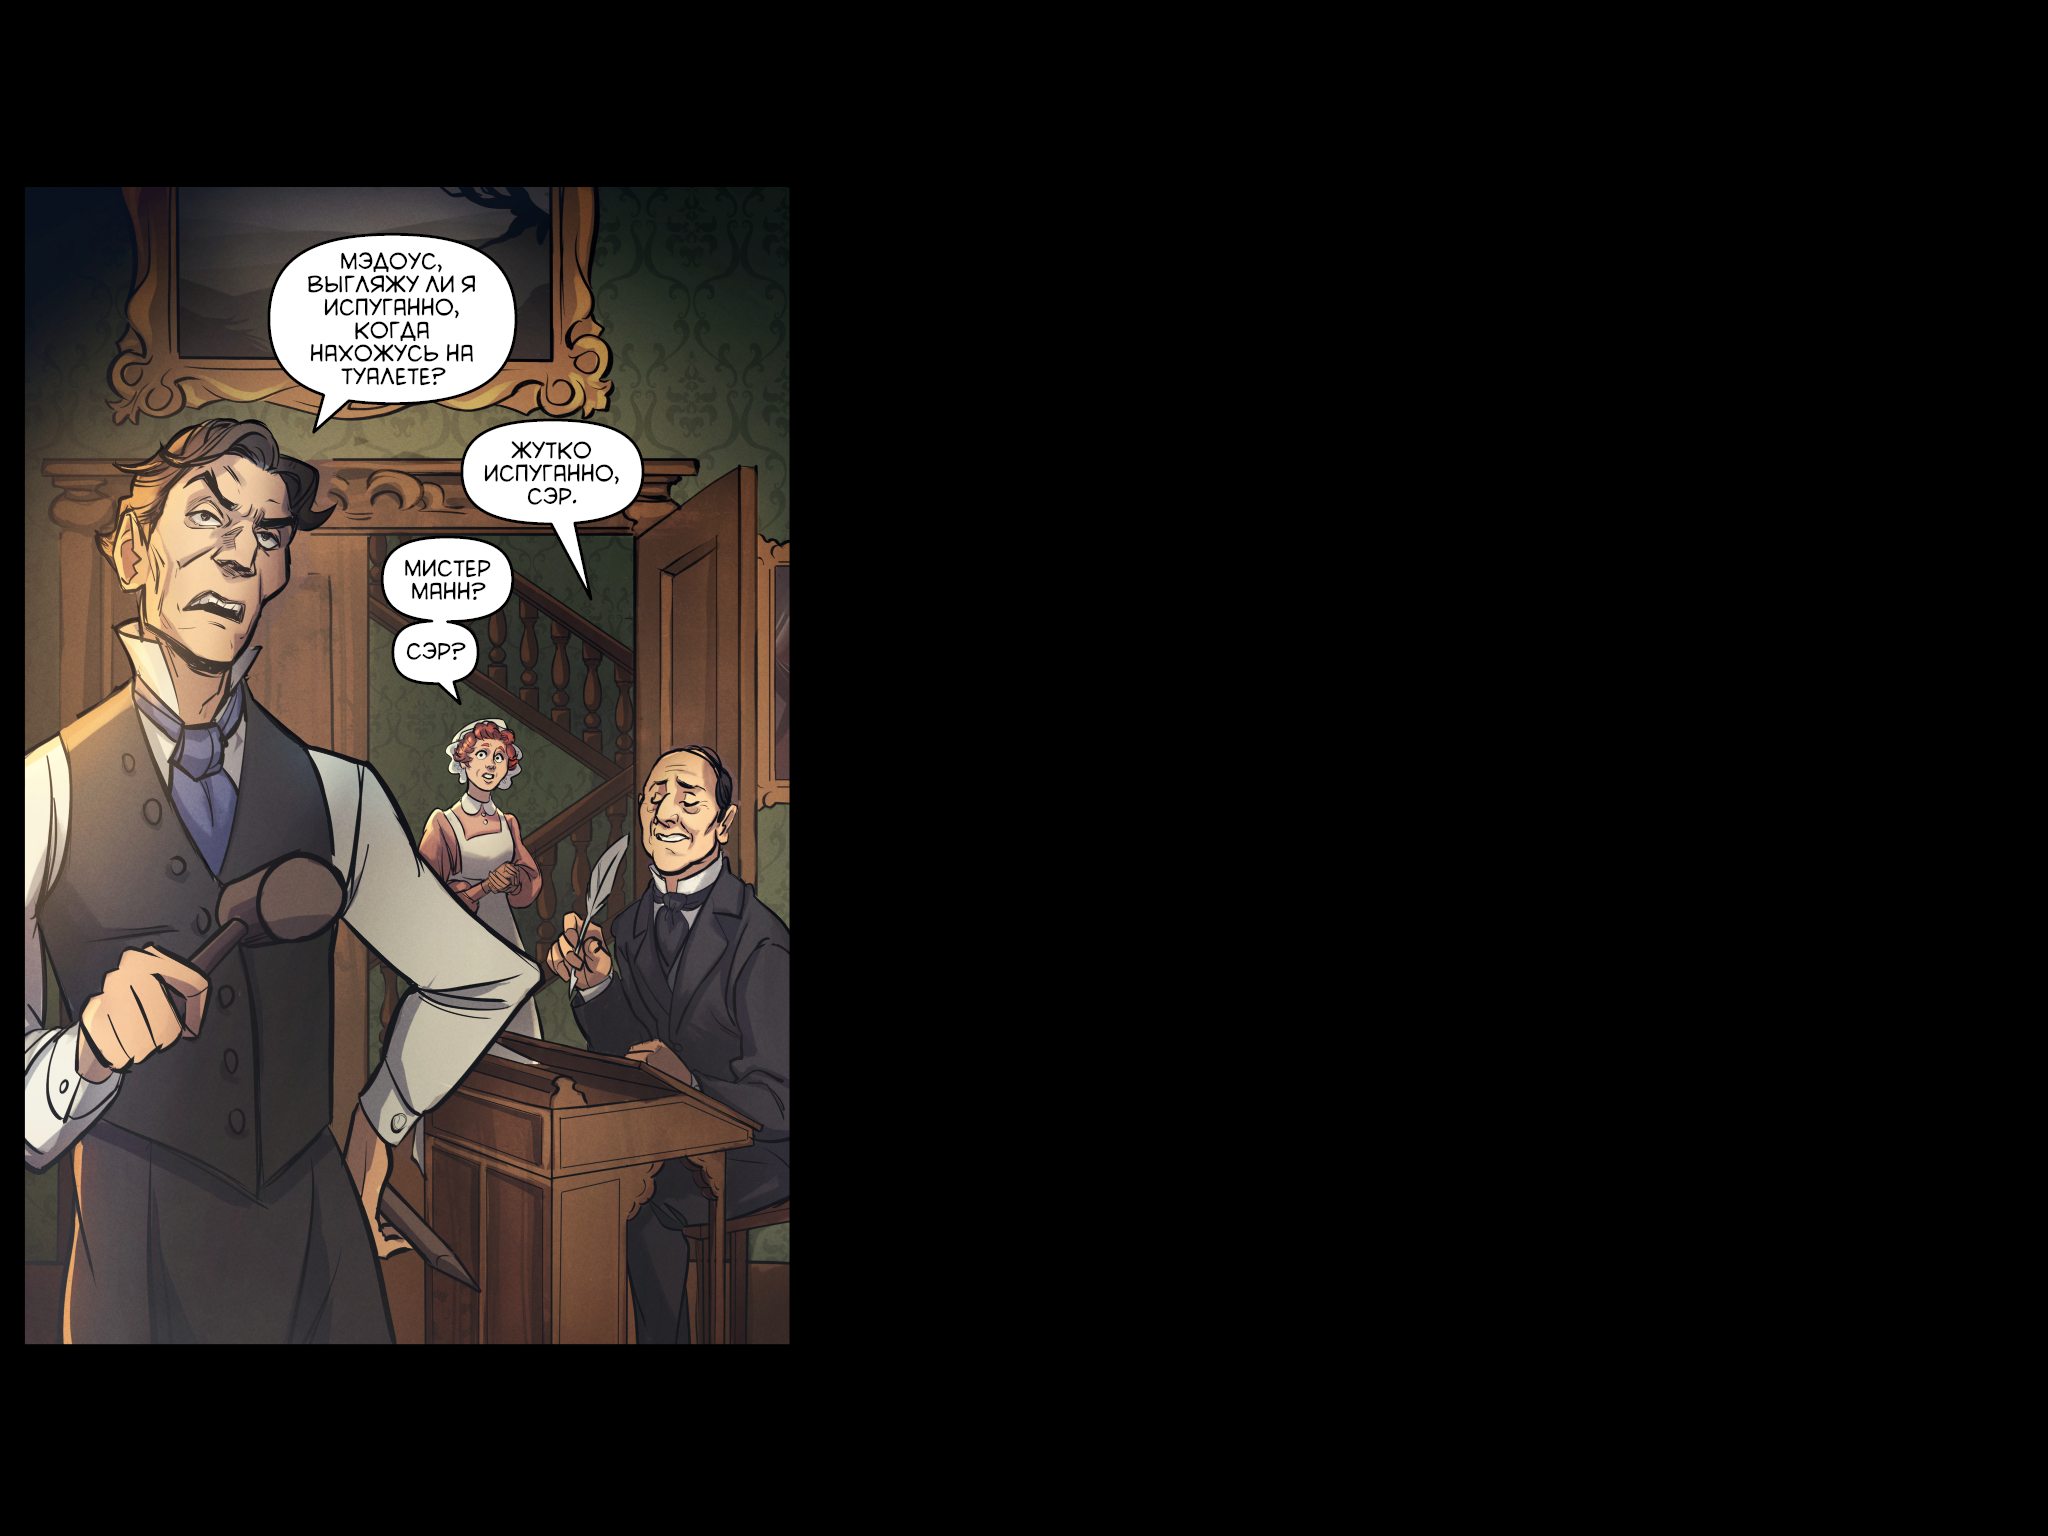 МЭДОУС,
ВЫГЛЯЖУ ЛИ Я
ИСПУГАННО,
КОГДА
НАХОЖУСЬ НА
ТУАЛЕТЕ?
ЖУТКО
ИСПУГАННО,
СЭР.
МИСТЕР
МАНН?
СЭР?